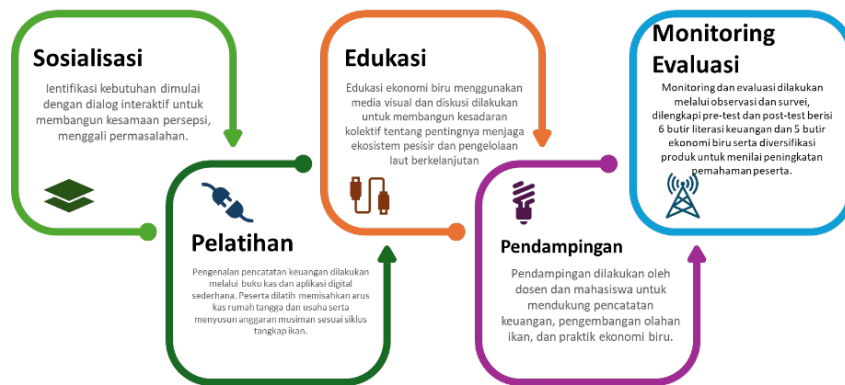 Sosialisasi
Ientifikasi kebutuhan dimulai
dengan dialog interaktif untuk
membangun kesamaan persepsi,
menggali permasalahan.
Pelatihan
Pengenalan pencatatan keuangan dilakukan
melalui buku kas dan aplikasi digital
sederhana. Peserta dilatih memisahkan arus
kas rumah tangga dan usaha serta
menyusun anggaran musiman sesuai siklus
tangkap ikan.
Edukasi
Edukasi ekonomi biru menggunakan
media visual dan diskusi dilakukan
untuk membangun kesadaran
kolektif tentang pentingnya menjaga
ekosistem pesisir dan pengelolaan
laut berkelanjutan
Pendampingan
Pendampingan dilakukan oleh
dosen dan mahasiswa untuk
mendukung pencatatan
keuangan, pengembangan olahan
ikan, dan praktik ekonomi biru.
Monitoring
Evaluasi
Monitoring dan evaluasi dilakukan
melalui observasi dan survei,
dilengkapi pre-test dan post-test berisi
6 butir literasi keuangan dan 5 butir
ekonomi biru serta diversifikasi
produk untuk menilai peningkatan
pemahaman peserta.